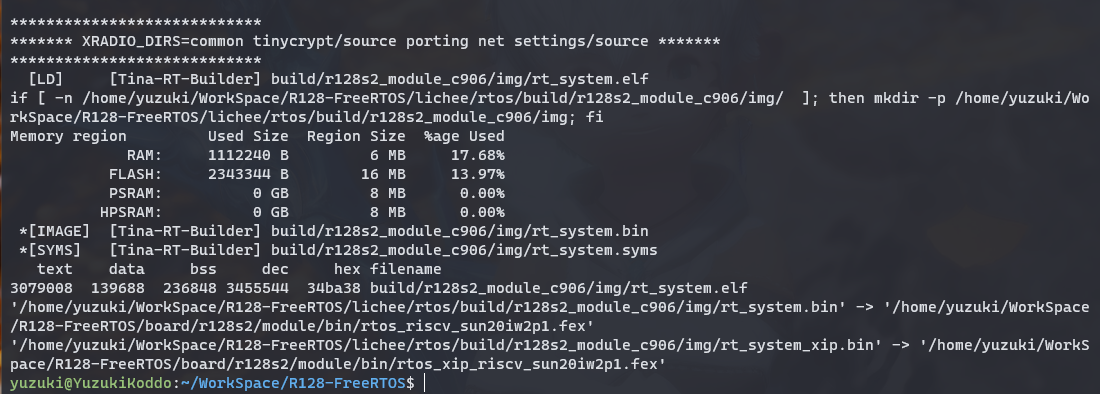 ****************************
******* XRADIO_DIRS=common tinycrypt/source porting net settings/source *******
****************************
  [LD]     [Tina-RT-Builder] build/r128s2_module_c906/img/rt_system.elf
if [ -n /home/yuzuki/WorkSpace/R128-FreeRTOS/lichee/rtos/build/r128s2_module_c906/img/  ]; then mkdir -p /home/yuzuki/Wo
rkSpace/R128-FreeRTOS/lichee/rtos/build/r128s2_module_c906/img; fi
Memory region         Used Size  Region Size  %age Used
             RAM:     1112240 B         6 MB     17.68%
           FLASH:     2343344 B        16 MB     13.97%
           PSRAM:          0 GB         8 MB      0.00%
          HPSRAM:          0 GB         8 MB      0.00%
 *[IMAGE]  [Tina-RT-Builder] build/r128s2_module_c906/img/rt_system.bin
 *[SYMS]   [Tina-RT-Builder] build/r128s2_module_c906/img/rt_system.syms
   text    data     bss     dec     hex filename
3079008  139688  236848 3455544  34ba38 build/r128s2_module_c906/img/rt_system.elf
'/home/yuzuki/WorkSpace/R128-FreeRTOS/lichee/rtos/build/r128s2_module_c906/img/rt_system.bin' -> '/home/yuzuki/WorkSpace
/R128-FreeRTOS/board/r128s2/module/bin/rtos_riscv_sun20iw2p1.fex'
'/home/yuzuki/WorkSpace/R128-FreeRTOS/lichee/rtos/build/r128s2_module_c906/img/rt_system_xip.bin' -> '/home/yuzuki/WorkS
pace/R128-FreeRTOS/board/r128s2/module/bin/rtos_xip_riscv_sun20iw2p1.fex'
yuzuki@YuzukiKoddo:~/WorkSpace/R128-FreeRTOS$